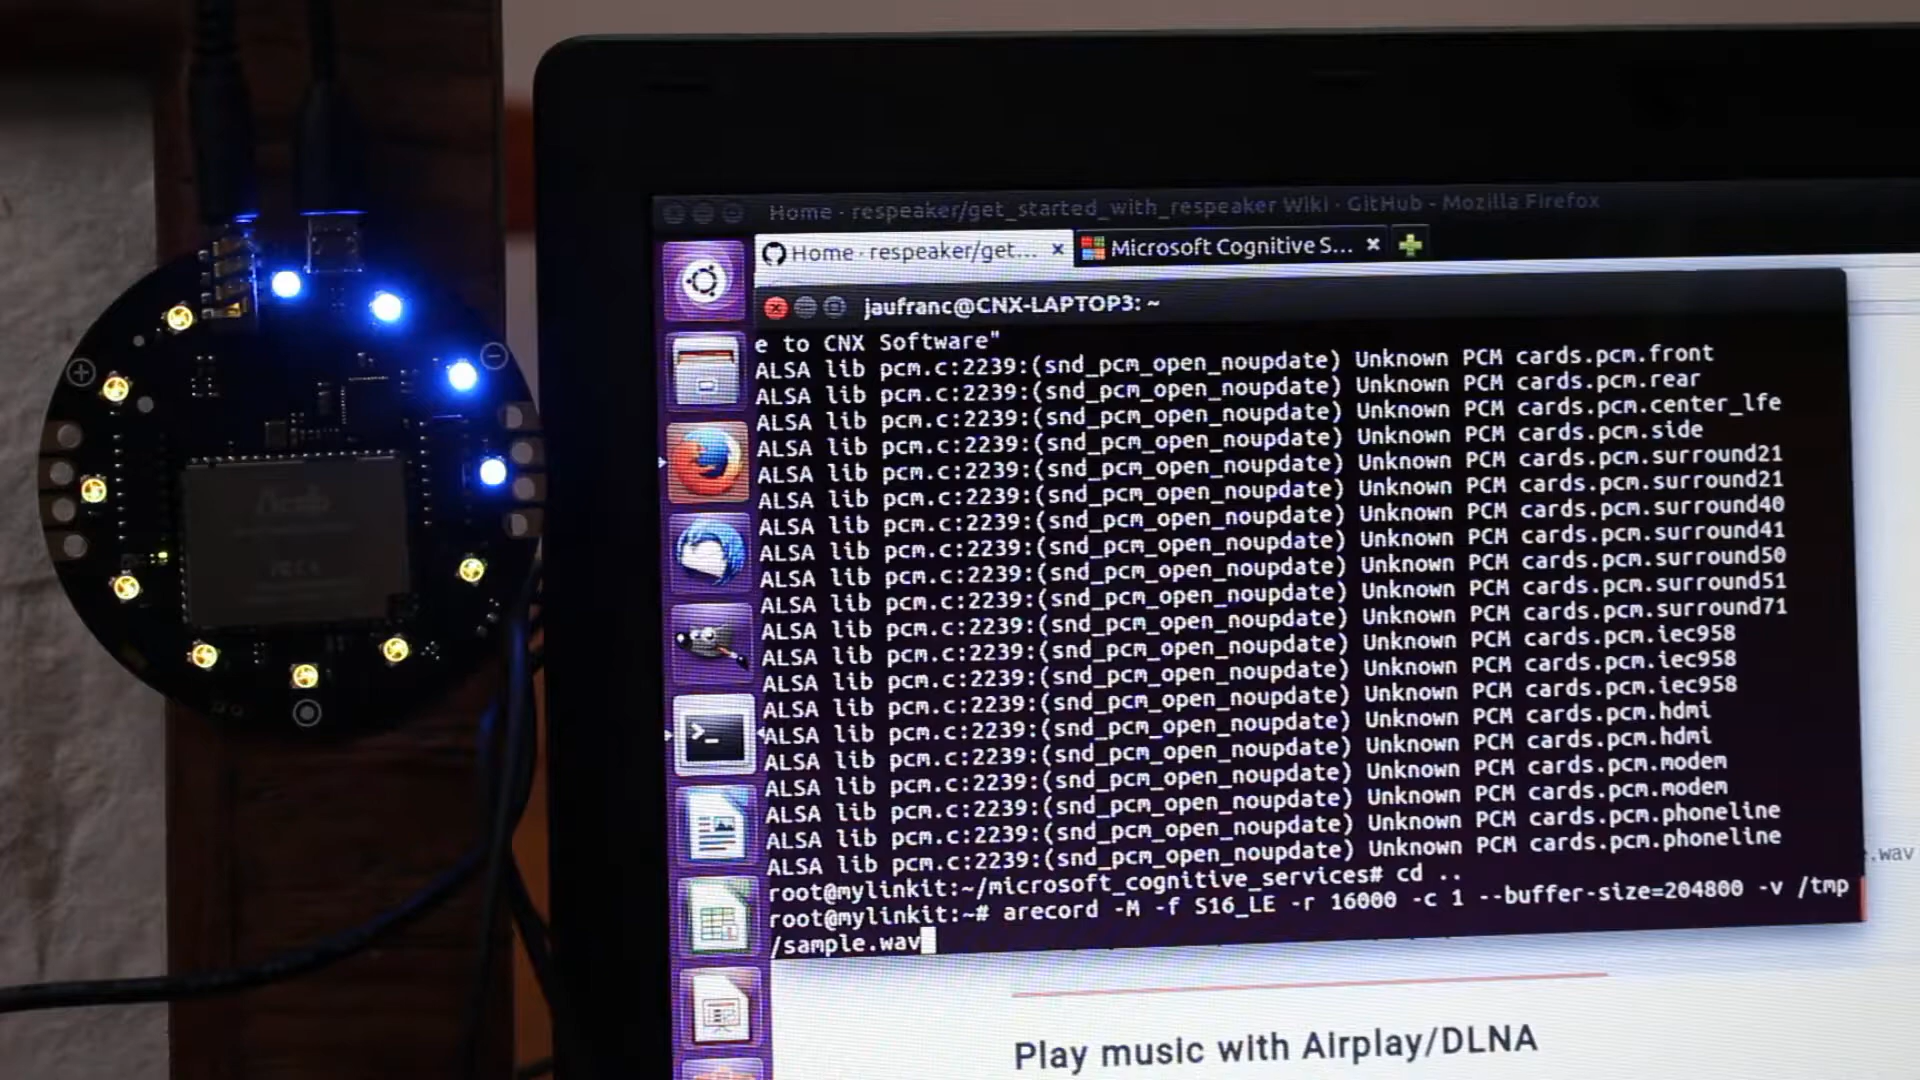 Home · respeaker/get_started_with_respeaker Wiki · GitHub - Mozilla Firefox
Home · respeaker/get...
Microsoft Cognitive S...
jaufranc@CNX-LAPTOP3: ~
e to CNX Software"
ALSA lib pcm.c:2239:(snd_pcm_open_noupdate) Unknown PCM cards.pcm.front
ALSA lib pcm.c:2239:(snd_pcm_open_noupdate) Unknown PCM cards.pcm.rear
ALSA lib pcm.c:2239:(snd_pcm_open_noupdate) Unknown PCM cards.pcm.center_lfe
ALSA lib pcm.c:2239:(snd_pcm_open_noupdate) Unknown PCM cards.pcm.side
ALSA lib pcm.c:2239:(snd_pcm_open_noupdate) Unknown PCM cards.pcm.surround21
ALSA lib pcm.c:2239:(snd_pcm_open_noupdate) Unknown PCM cards.pcm.surround21
ALSA lib pcm.c:2239:(snd_pcm_open_noupdate) Unknown PCM cards.pcm.surround40
ALSA lib pcm.c:2239:(snd_pcm_open_noupdate) Unknown PCM cards.pcm.surround41
ALSA lib pcm.c:2239:(snd_pcm_open_noupdate) Unknown PCM cards.pcm.surround50
ALSA lib pcm.c:2239:(snd_pcm_open_noupdate) Unknown PCM cards.pcm.surround51
ALSA lib pcm.c:2239:(snd_pcm_open_noupdate) Unknown PCM cards.pcm.surround71
ALSA lib pcm.c:2239:(snd_pcm_open_noupdate) Unknown PCM cards.pcm.iec958
ALSA lib pcm.c:2239:(snd_pcm_open_noupdate) Unknown PCM cards.pcm.iec958
ALSA lib pcm.c:2239:(snd_pcm_open_noupdate) Unknown PCM cards.pcm.iec958
ALSA lib pcm.c:2239:(snd_pcm_open_noupdate) Unknown PCM cards.pcm.hdmi
ALSA lib pcm.c:2239:(snd_pcm_open_noupdate) Unknown PCM cards.pcm.hdmi
ALSA lib pcm.c:2239:(snd_pcm_open_noupdate) Unknown PCM cards.pcm.modem
ALSA lib pcm.c:2239:(snd_pcm_open_noupdate) Unknown PCM cards.pcm.modem
ALSA lib pcm.c:2239:(snd_pcm_open_noupdate) Unknown PCM cards.pcm.phoneline
ALSA lib pcm.c:2239:(snd_pcm_open_noupdate) Unknown PCM cards.pcm.phoneline
root@mylinkit:~/microsoft_cognitive_services# cd ..
root@mylinkit:~# arecord -M -f S16_LE -r 16000 -c 1 --buffer-size=204800 -v /tmp
/sample.wav
.wav
Play music with Airplay/DLNA